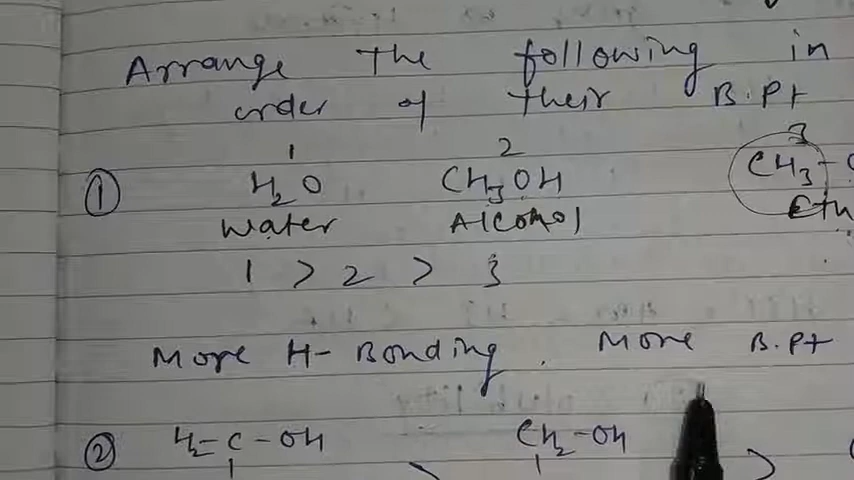 Arrange the following in
order of their B.Pt
1 2 3
① H₂O CH₃OH CH₃-
Water Alcohol Eth
1 > 2 > 3
More H-Bonding. More B.Pt
② H₂-C-OH CH₂-OH